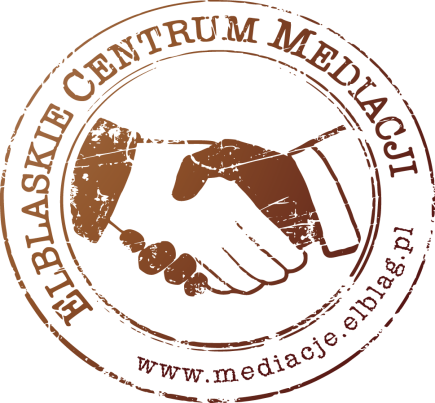 ELBLASKIE CENTRUM MEDIACJI
www.mediacje.elblag.pl